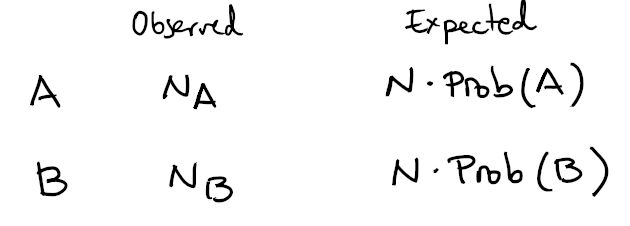 Observed Expected
A N_A N · Prob(A)
B N_B N · Prob(B)